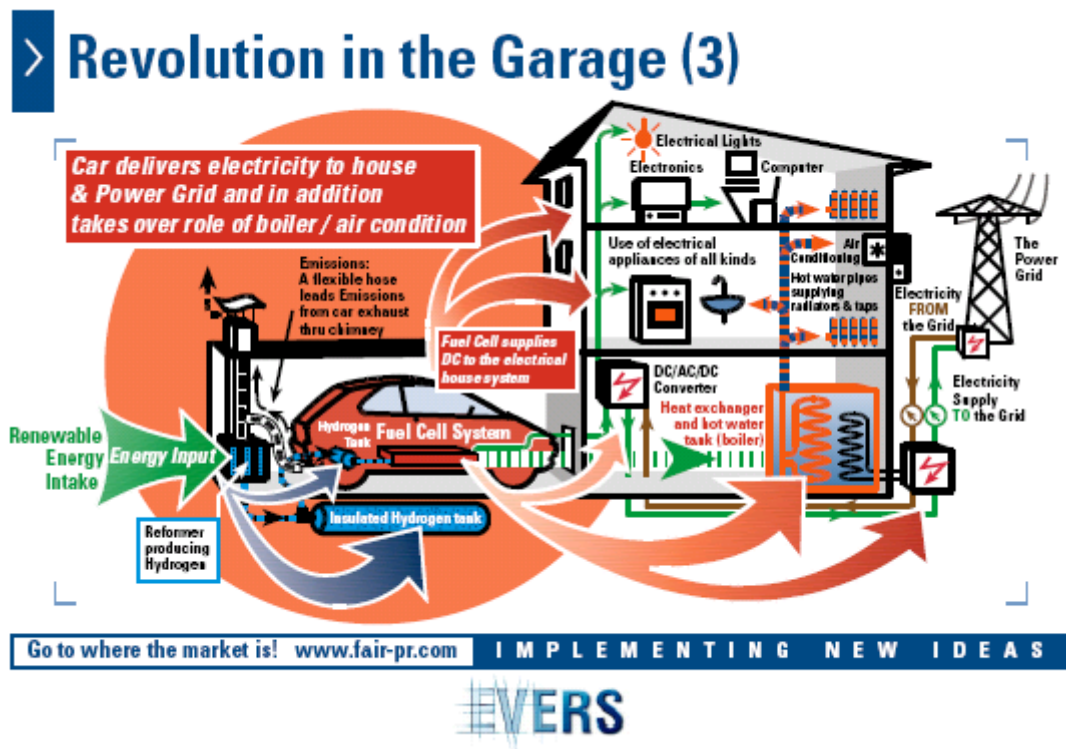 Revolution in the Garage (3)
Car delivers electricity to house
& Power Grid and in addition
takes over role of boiler / air condition
Emissions:
A flexible hose
leads Emissions
from car exhaust
thru chimney
Electrical Lights
Electronics
Computer
Use of electrical
appliances of all kinds
Air
Conditioning
Hot water pipes
supplying
radiators & taps
The
Power
Grid
Electricity
FROM
the Grid
Fuel Cell supplies
DC to the electrical
house system
DC/AC/DC
Converter
Electricity
Supply
TO the Grid
Heat exchanger
and hot water
tank (boiler)
Hydrogen
Tank
Fuel Cell System
Renewable
Energy
Intake
Energy Input
Insulated Hydrogen tank
Reformer
producing
Hydrogen
Go to where the market is! www.fair-pr.com
IMPLEMENTING NEW IDEAS
EVERS